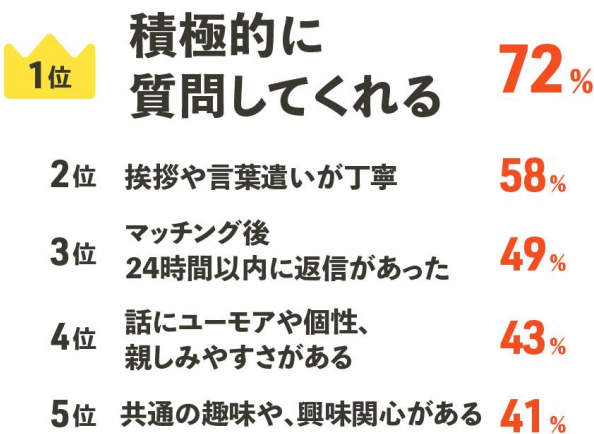 1位
積極的に
質問してくれる
72%
2位 挨拶や言葉遣いが丁寧 58%
3位
マッチング後
24時間以内に返信があった
49%
4位
話にユーモアや個性、
親しみやすさがある
43%
5位 共通の趣味や、興味関心がある 41%